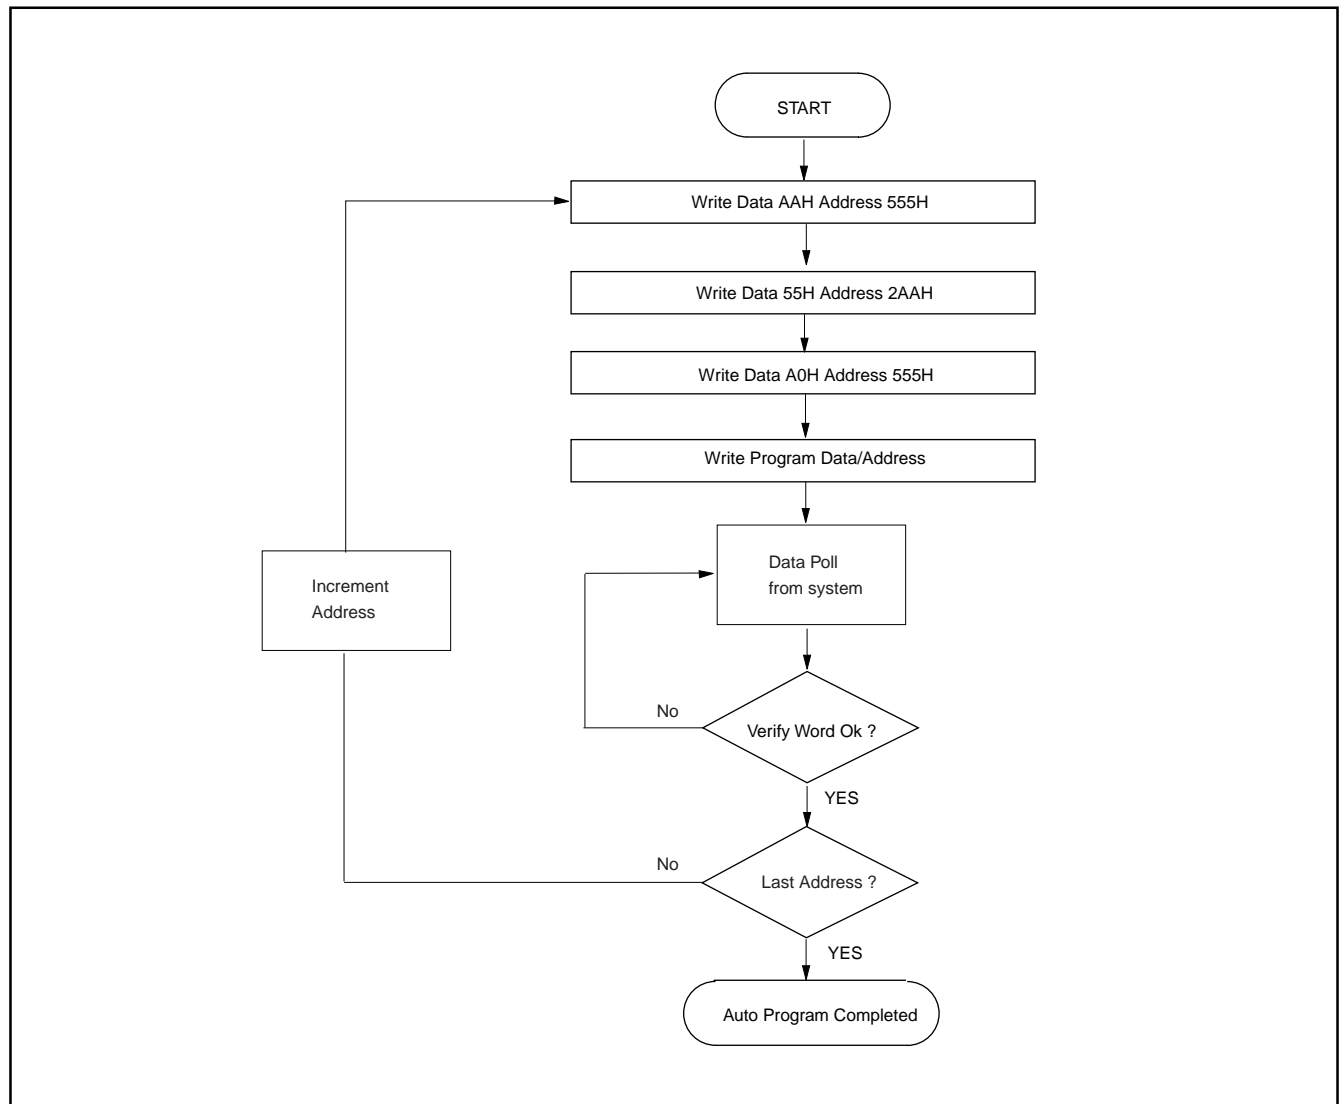 START
Write Data AAH Address 555H
Write Data 55H Address 2AAH
Write Data A0H Address 555H
Write Program Data/Address
Data Poll
from system
Increment
Address
No
Verify Word Ok ?
YES
No
Last Address ?
YES
Auto Program Completed